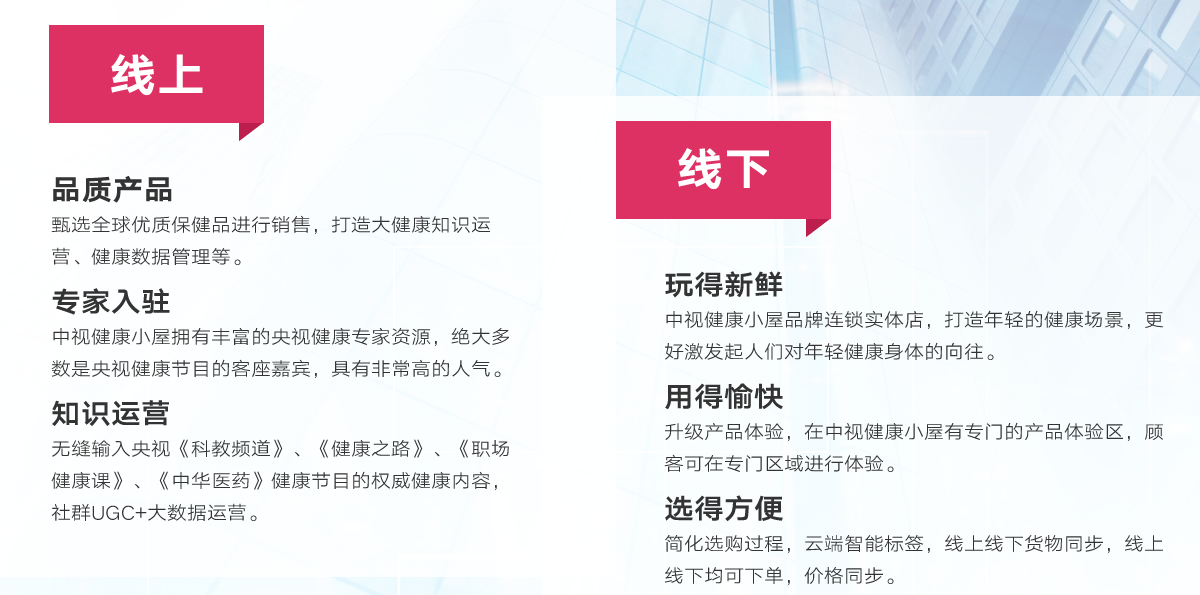 线上
品质产品
甄选全球优质保健品进行销售，打造大健康知识运
营、健康数据管理等。
专家入驻
中视健康小屋拥有丰富的央视健康专家资源，绝大多
数是央视健康节目的客座嘉宾，具有非常高的人气。
知识运营
无缝输入央视《科教频道》、《健康之路》、《职场
健康课》、《中华医药》健康节目的权威健康内容，
社群UGC+大数据运营。
线下
玩得新鲜
中视健康小屋品牌连锁实体店，打造年轻的健康场景，更
好激发起人们对年轻健康身体的向往。
用得愉快
升级产品体验，在中视健康小屋有专门的产品体验区，顾
客可在专门区域进行体验。
选得方便
简化选购过程，云端智能标签，线上线下货物同步，线上
线下均可下单，价格同步。